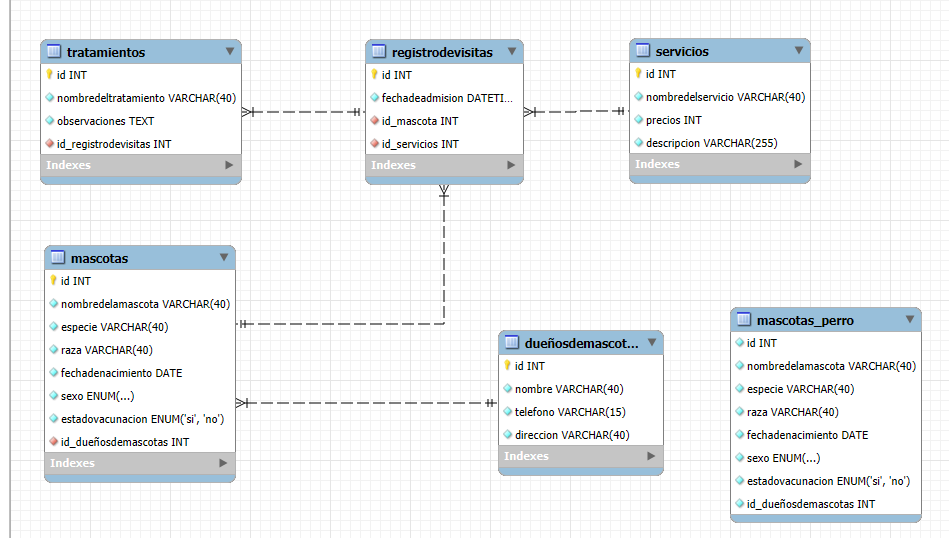 tratamientos
id INT
nombredeltratamiento VARCHAR(40)
observaciones TEXT
id_registrodevisitas INT
Indexes
registrodevisitas
id INT
fechadeadmision DATETI...
id_mascota INT
id_servicios INT
Indexes
servicios
id INT
nombredelservicio VARCHAR(40)
precios INT
descripcion VARCHAR(255)
Indexes
mascotas
id INT
nombredelamascota VARCHAR(40)
especie VARCHAR(40)
raza VARCHAR(40)
fechadenacimiento DATE
sexo ENUM(...)
estadovacunacion ENUM('si', 'no')
id_dueñosdemascotas INT
Indexes
dueñosdemascot...
id INT
nombre VARCHAR(40)
telefono VARCHAR(15)
direccion VARCHAR(40)
Indexes
mascotas_perro
id INT
nombredelamascota VARCHAR(40)
especie VARCHAR(40)
raza VARCHAR(40)
fechadenacimiento DATE
sexo ENUM(...)
estadovacunacion ENUM('si', 'no')
id_dueñosdemascotas INT